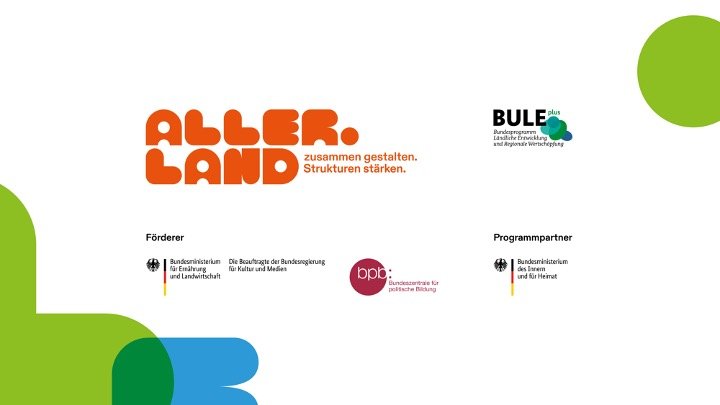 ALLER.
LAND
zusammen gestalten.
Strukturen stärken.
BULE plus
Bundesprogramm
Ländliche Entwicklung
und Regionale Wertschöpfung
Förderer
Bundesministerium
für Ernährung
und Landwirtschaft
Die Beauftragte der Bundesregierung
für Kultur und Medien
bpb:
Bundeszentrale für
politische Bildung
Programmpartner
Bundesministerium
des Innern
und für Heimat